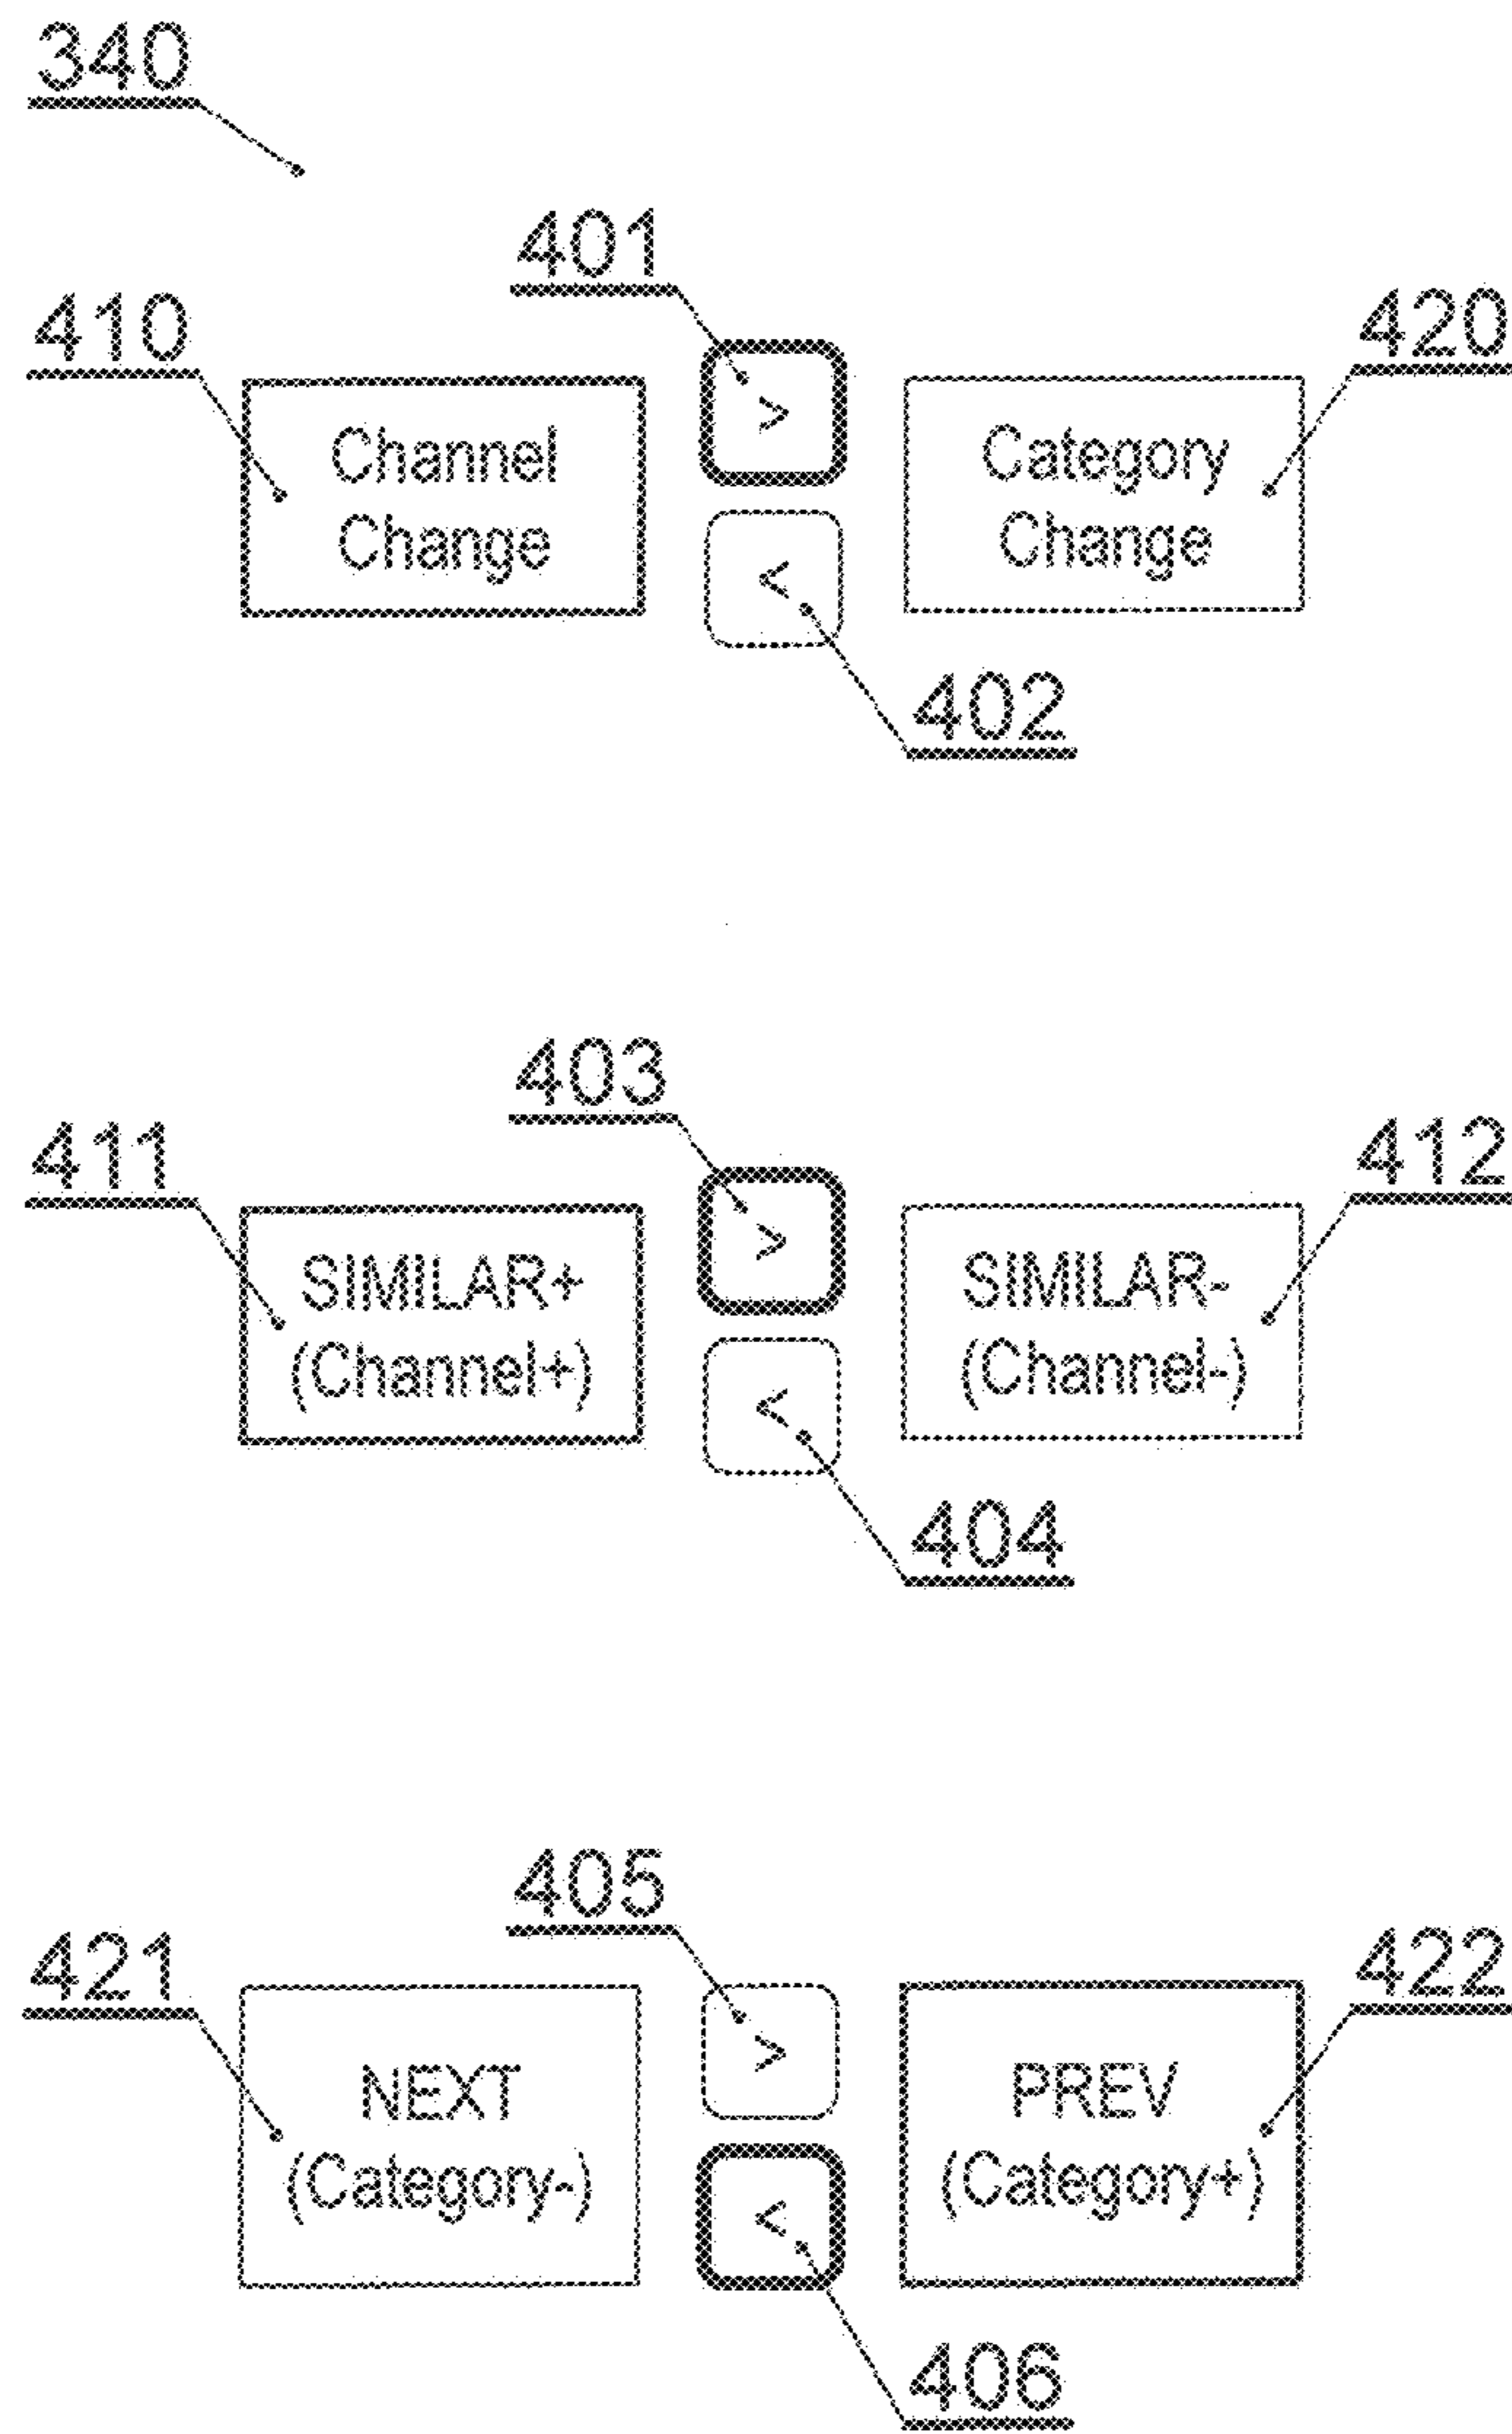 340
401
410
420
>
Channel
Change
Category
Change
<
402
403
411
412
>
SIMILAR+
(Channel+)
SIMILAR-
(Channel-)
<
404
405
421
422
>
NEXT
(Category-)
PREV
(Category+)
<
406